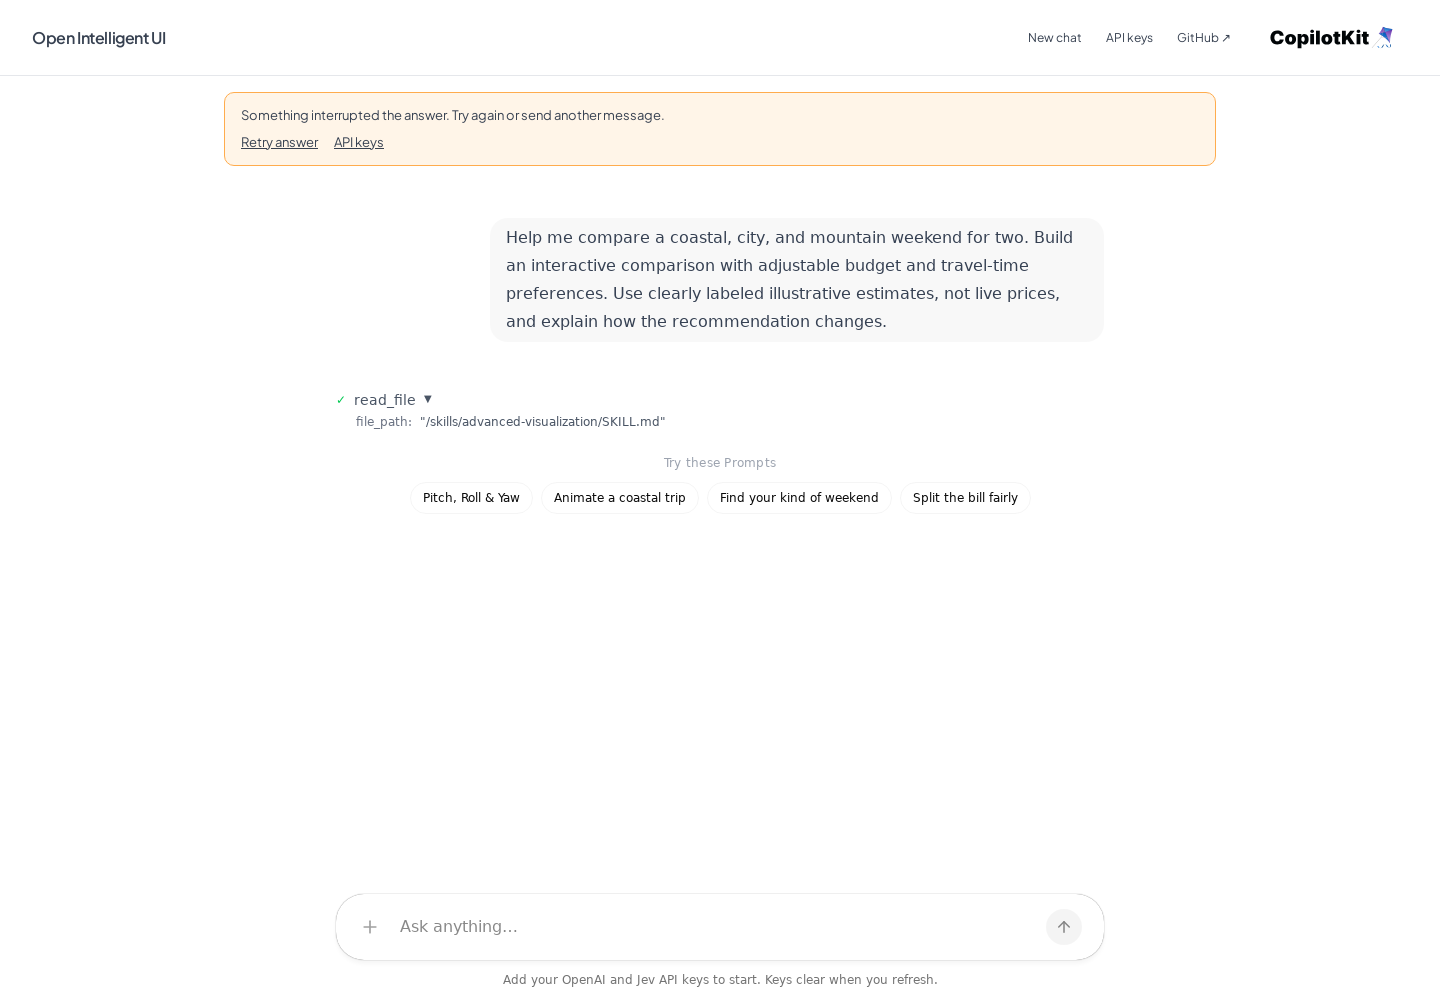 Open Intelligent UI
New chat
API keys
GitHub ↗
CopilotKit
Something interrupted the answer. Try again or send another message.
Retry answer
API keys
Help me compare a coastal, city, and mountain weekend for two. Build
an interactive comparison with adjustable budget and travel-time
preferences. Use clearly labeled illustrative estimates, not live prices,
and explain how the recommendation changes.
✓ read_file ▼
file_path: "/skills/advanced-visualization/SKILL.md"
Try these Prompts
Pitch, Roll & Yaw
Animate a coastal trip
Find your kind of weekend
Split the bill fairly
Ask anything...
Add your OpenAI and Jev API keys to start. Keys clear when you refresh.